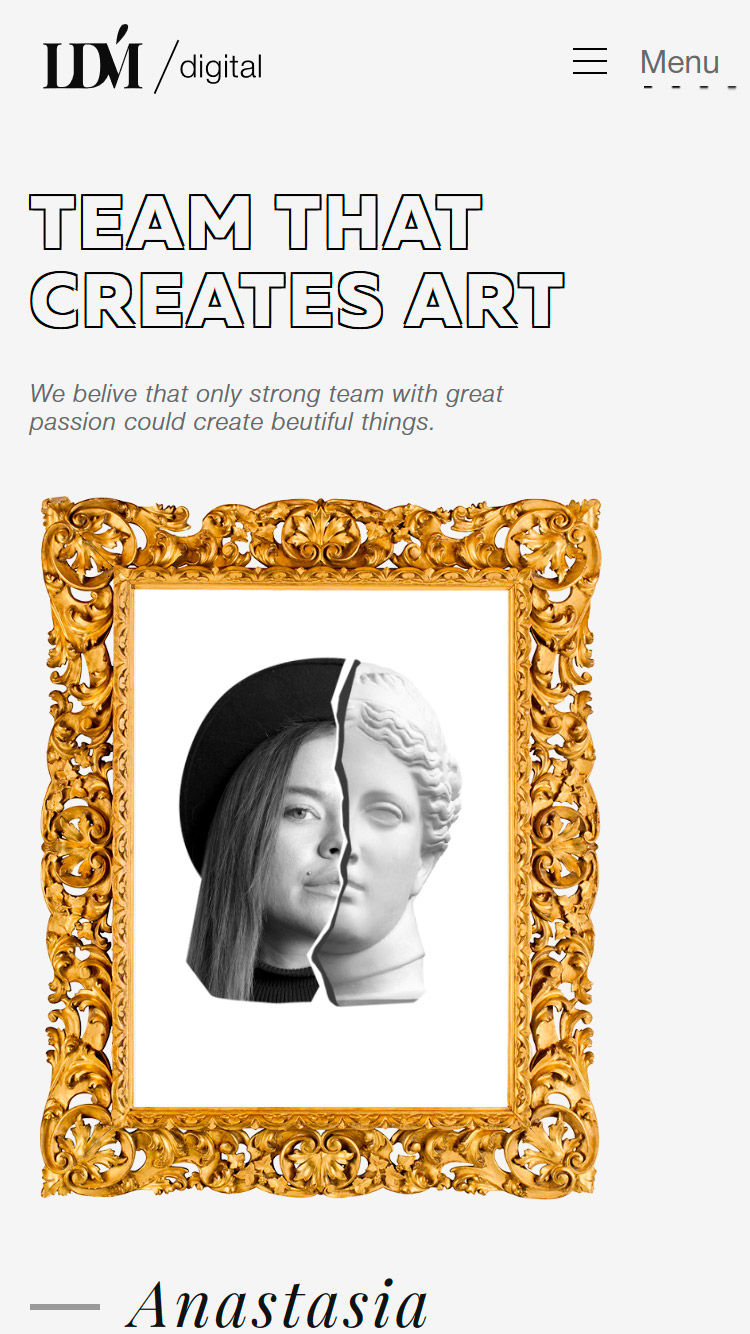 LDM /digital
Menu
TEAM THAT
CREATES ART
We belive that only strong team with great
passion could create beutiful things.
Anastasia